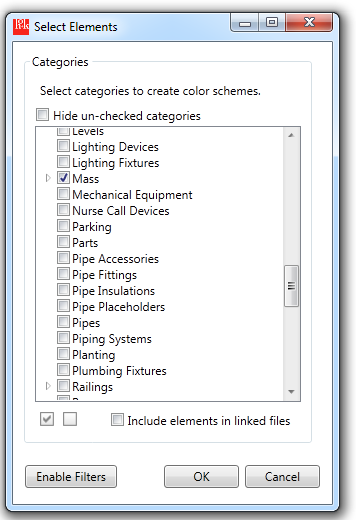 Select Elements
Categories
Select categories to create color schemes.
Hide un-checked categories
Levels
Lighting Devices
Lighting Fixtures
Mass
Mechanical Equipment
Nurse Call Devices
Parking
Parts
Pipe Accessories
Pipe Fittings
Pipe Insulations
Pipe Placeholders
Pipes
Piping Systems
Planting
Plumbing Fixtures
Railings
Include elements in linked files
Enable Filters OK Cancel